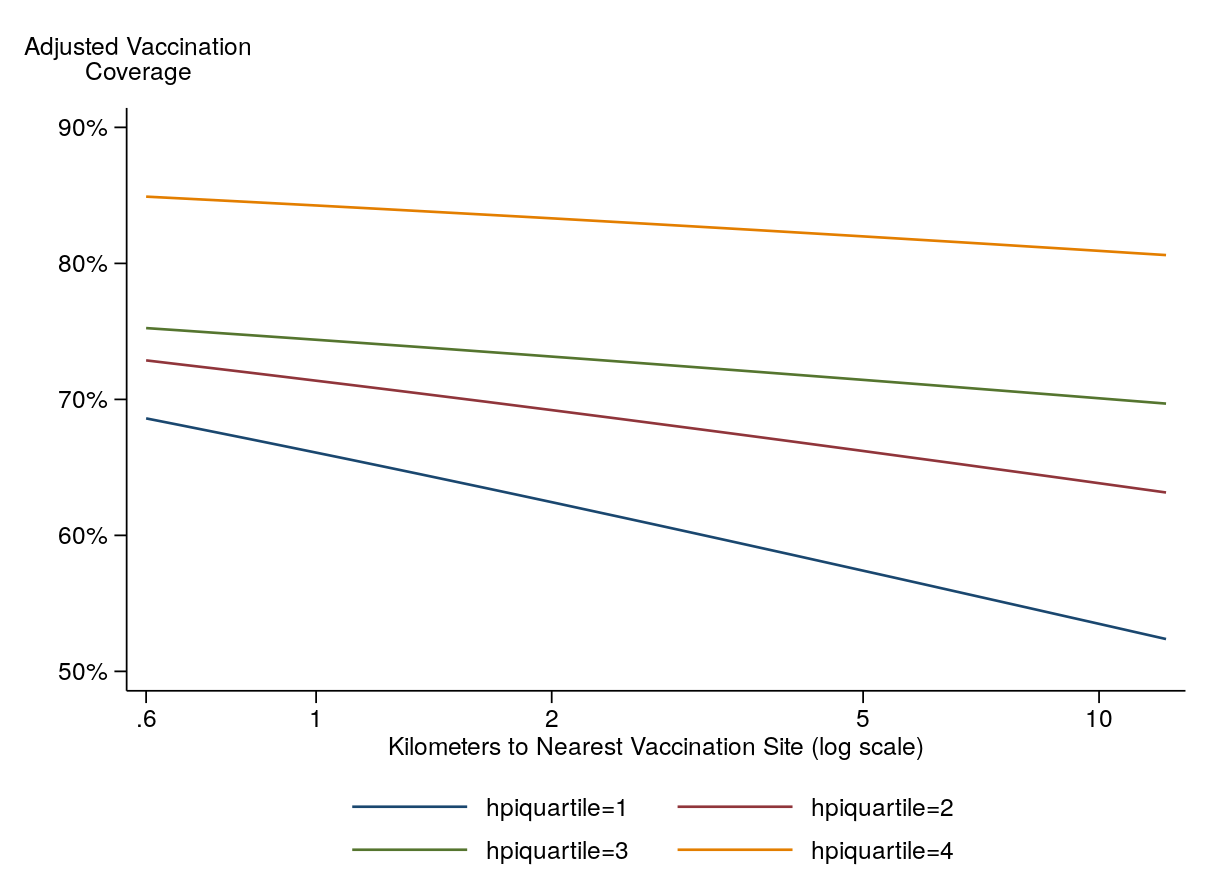 Adjusted Vaccination
Coverage
90%
80%
70%
60%
50%
.6 1 2 5 10
Kilometers to Nearest Vaccination Site (log scale)
hpiquartile=1 hpiquartile=2
hpiquartile=3 hpiquartile=4